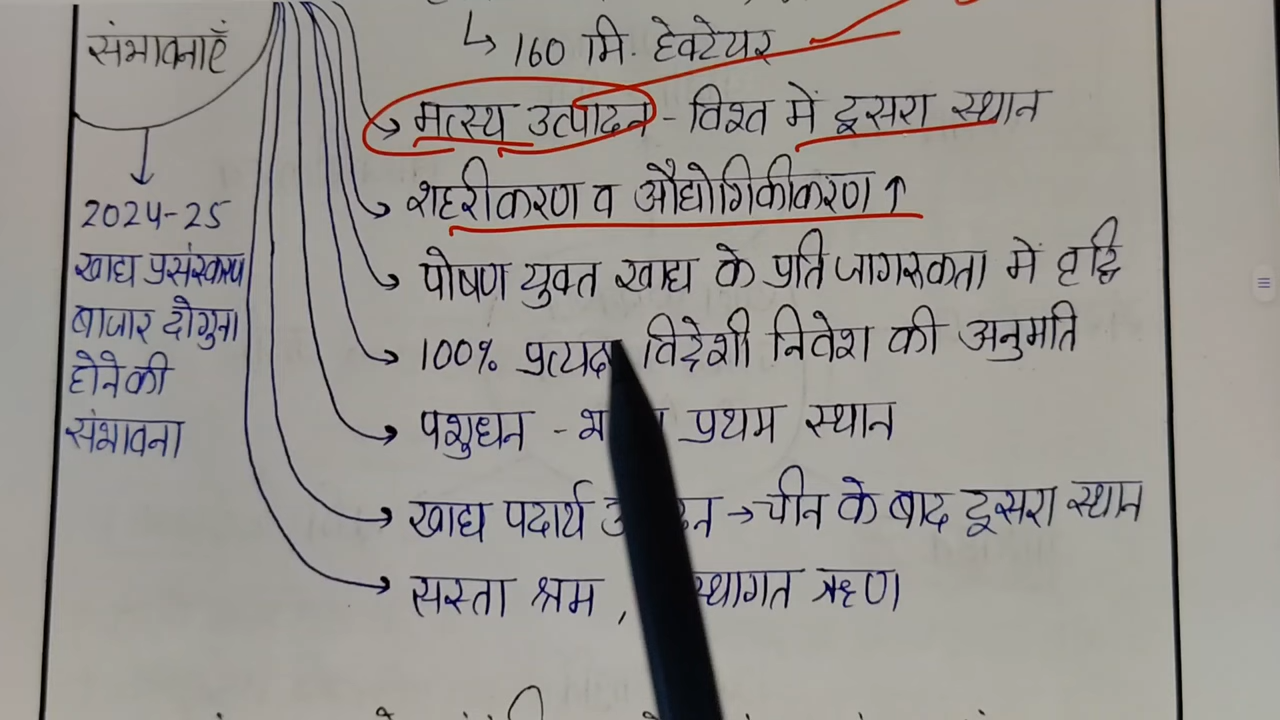 संभावनाएँ
2024-25
खाद्य प्रसंस्करण
बाजार दोगुना
होने की
संभावना
↳ 160 मि. हेक्टेयर
मत्स्य उत्पादन - विश्व में दूसरा स्थान
शहरीकरण व औद्योगिकीकरण ↑
पोषण युक्त खाद्य के प्रति जागरूकता में वृद्धि
100% प्रत्यक्ष विदेशी निवेश की अनुमति
पशुधन - प्रथम स्थान
खाद्य पदार्थ → चीन के बाद दूसरा स्थान
सस्ता श्रम , ऋण